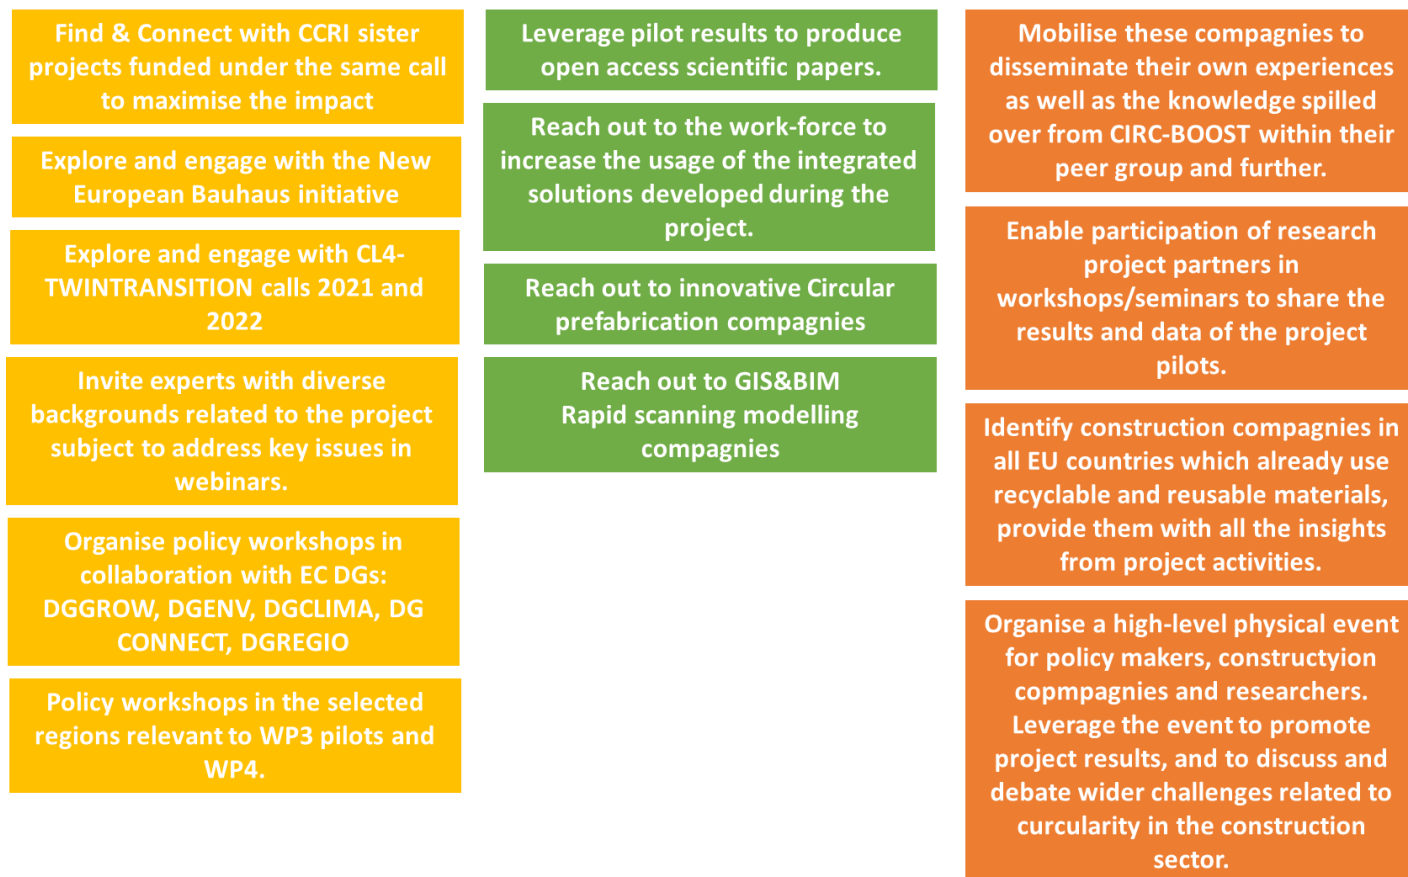 Find & Connect with CCRI sister
projects funded under the same call
to maximise the impact
Explore and engage with the New
European Bauhaus initiative
Explore and engage with CL4-
TWINTRANSITION calls 2021 and
2022
Invite experts with diverse
backgrounds related to the project
subject to address key issues in
webinars.
Organise policy workshops in
collaboration with EC DGs:
DGGROW, DGENV, DGCLIMA, DG
CONNECT, DGREGIO
Policy workshops in the selected
regions relevant to WP3 pilots and
WP4.
Leverage pilot results to produce
open access scientific papers.
Reach out to the work-force to
increase the usage of the integrated
solutions developed during the
project.
Reach out to innovative Circular
prefabrication compagnies
Reach out to GIS&BIM
Rapid scanning modelling
compagnies
Mobilise these compagnies to
disseminate their own experiences
as well as the knowledge spilled
over from CIRC-BOOST within their
peer group and further.
Enable participation of research
project partners in
workshops/seminars to share the
results and data of the project
pilots.
Identify construction compagnies in
all EU countries which already use
recyclable and reusable materials,
provide them with all the insights
from project activities.
Organise a high-level physical event
for policy makers, constructyion
copmpagnies and researchers.
Leverage the event to promote
project results, and to discuss and
debate wider challenges related to
curcularity in the construction
sector.